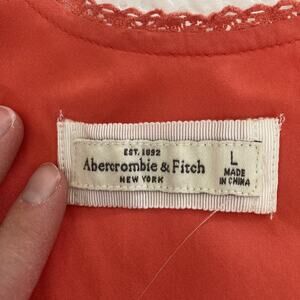 EST. 1892
Abercrombie & Fitch
NEW YORK
L
MADE
IN CHINA